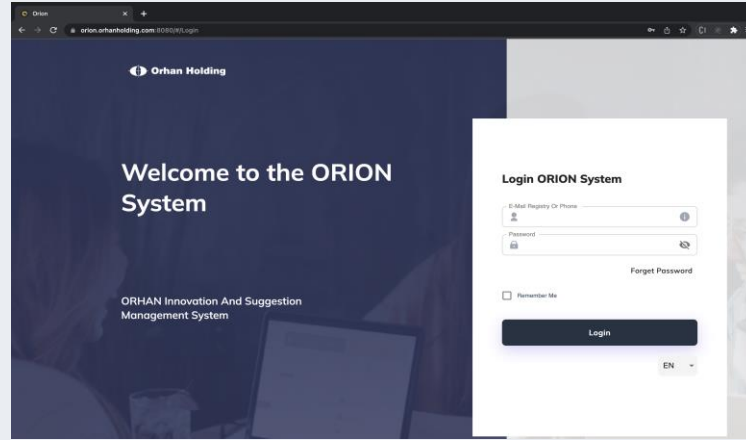 Orion
orion.orhanholding.com:8080/#/Login
Orhan Holding
Welcome to the ORION
System
ORHAN Innovation And Suggestion
Management System
Login ORION System
E-Mail Registry Or Phone
Password
Forget Password
Remember Me
Login
EN